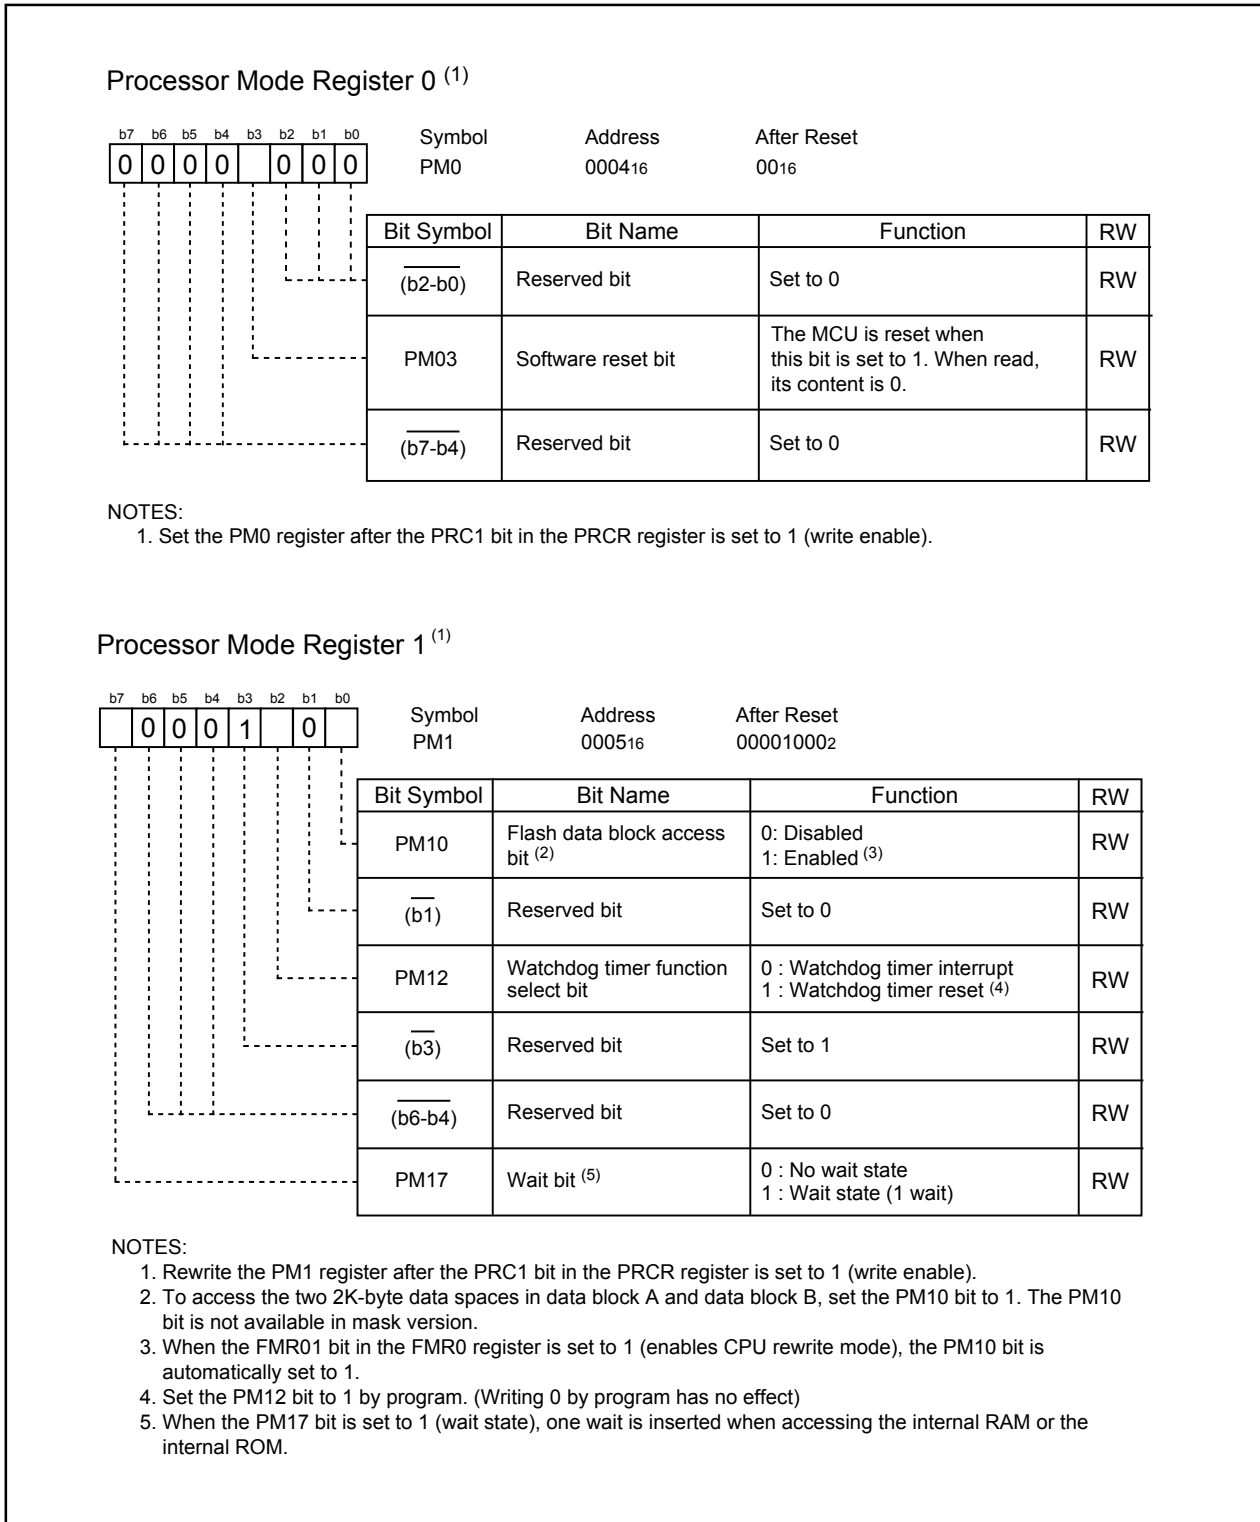 Processor Mode Register 0 (1)
b7 b6 b5 b4 b3 b2 b1 b0
0 0 0 0 0 0 0
Symbol Address After Reset
PM0 000416 0016
Bit Symbol Bit Name Function RW
(b2-b0) Reserved bit Set to 0 RW
PM03 Software reset bit The MCU is reset when
this bit is set to 1. When read,
its content is 0. RW
(b7-b4) Reserved bit Set to 0 RW
NOTES:
1. Set the PM0 register after the PRC1 bit in the PRCR register is set to 1 (write enable).
Processor Mode Register 1 (1)
b7 b6 b5 b4 b3 b2 b1 b0
0 0 0 1 0
Symbol Address After Reset
PM1 000516 000010002
Bit Symbol Bit Name Function RW
PM10 Flash data block access
bit (2) 0: Disabled
1: Enabled (3) RW
(b1) Reserved bit Set to 0 RW
PM12 Watchdog timer function
select bit 0 : Watchdog timer interrupt
1 : Watchdog timer reset (4) RW
(b3) Reserved bit Set to 1 RW
(b6-b4) Reserved bit Set to 0 RW
PM17 Wait bit (5) 0 : No wait state
1 : Wait state (1 wait) RW
NOTES:
1. Rewrite the PM1 register after the PRC1 bit in the PRCR register is set to 1 (write enable).
2. To access the two 2K-byte data spaces in data block A and data block B, set the PM10 bit to 1. The PM10
bit is not available in mask version.
3. When the FMR01 bit in the FMR0 register is set to 1 (enables CPU rewrite mode), the PM10 bit is
automatically set to 1.
4. Set the PM12 bit to 1 by program. (Writing 0 by program has no effect)
5. When the PM17 bit is set to 1 (wait state), one wait is inserted when accessing the internal RAM or the
internal ROM.